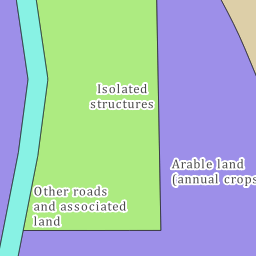 Isolated
structures
Arable land
(annual crops
Other roads
and associated
land